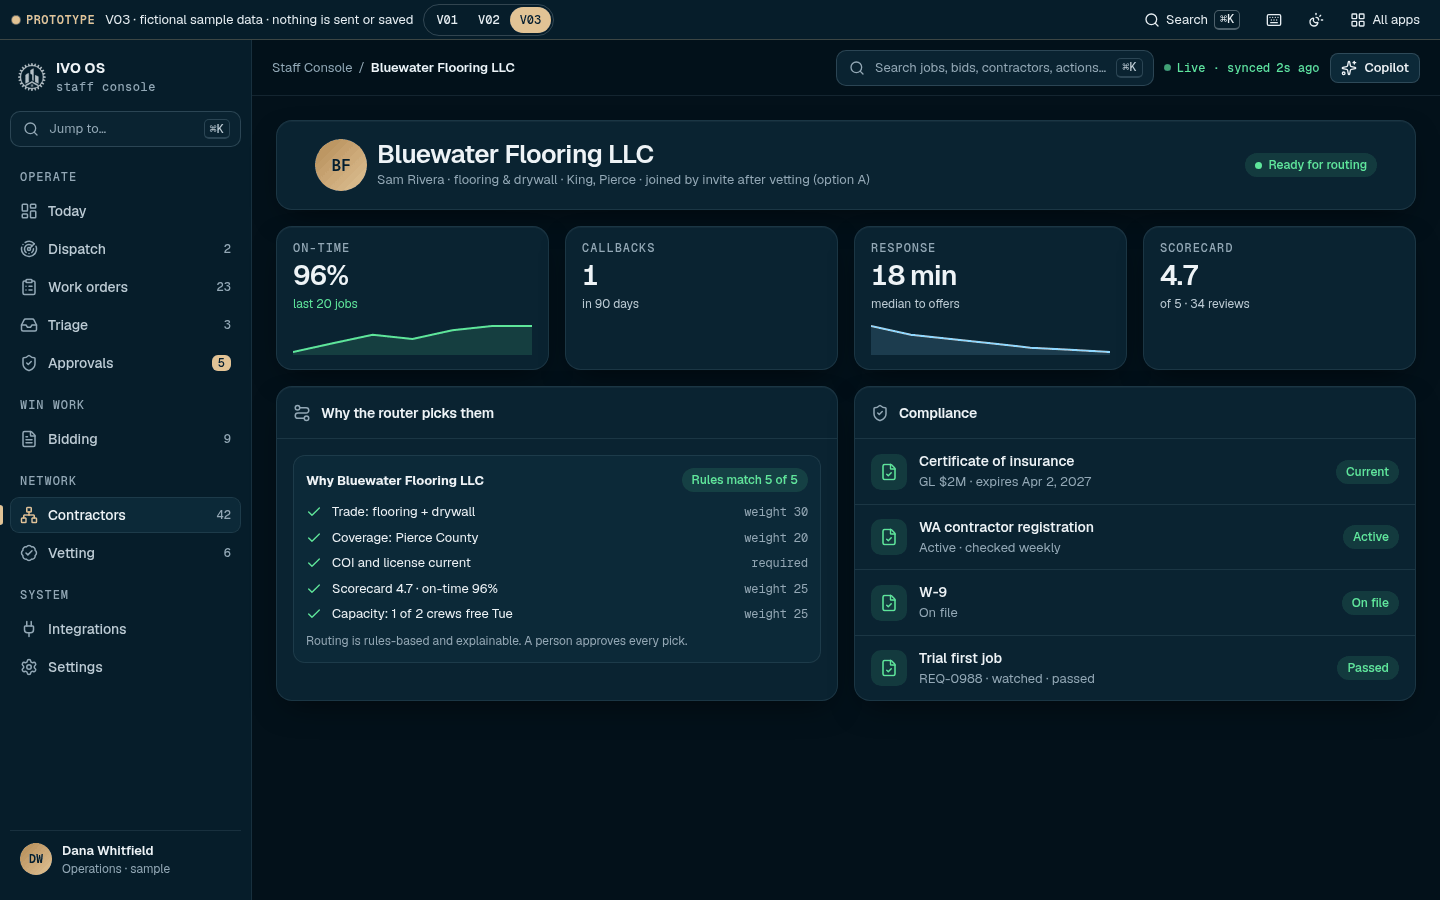 PROTOTYPE V03 · fictional sample data · nothing is sent or saved V01 V02 V03 Search ⌘K All apps
IVO OS
staff console
Jump to… ⌘K
OPERATE
Today
Dispatch 2
Work orders 23
Triage 3
Approvals 5
WIN WORK
Bidding 9
NETWORK
Contractors 42
Vetting 6
SYSTEM
Integrations
Settings
DW
Dana Whitfield
Operations · sample
Staff Console / Bluewater Flooring LLC
Search jobs, bids, contractors, actions… ⌘K
Live · synced 2s ago
Copilot
BF
Bluewater Flooring LLC
Sam Rivera · flooring & drywall · King, Pierce · joined by invite after vetting (option A)
Ready for routing
ON-TIME
96%
last 20 jobs
CALLBACKS
1
in 90 days
RESPONSE
18 min
median to offers
SCORECARD
4.7
of 5 · 34 reviews
Why the router picks them
Why Bluewater Flooring LLC Rules match 5 of 5
Trade: flooring + drywall weight 30
Coverage: Pierce County weight 20
COI and license current required
Scorecard 4.7 · on-time 96% weight 25
Capacity: 1 of 2 crews free Tue weight 25
Routing is rules-based and explainable. A person approves every pick.
Compliance
Certificate of insurance
GL $2M · expires Apr 2, 2027
Current
WA contractor registration
Active · checked weekly
Active
W-9
On file
On file
Trial first job
REQ-0988 · watched · passed
Passed